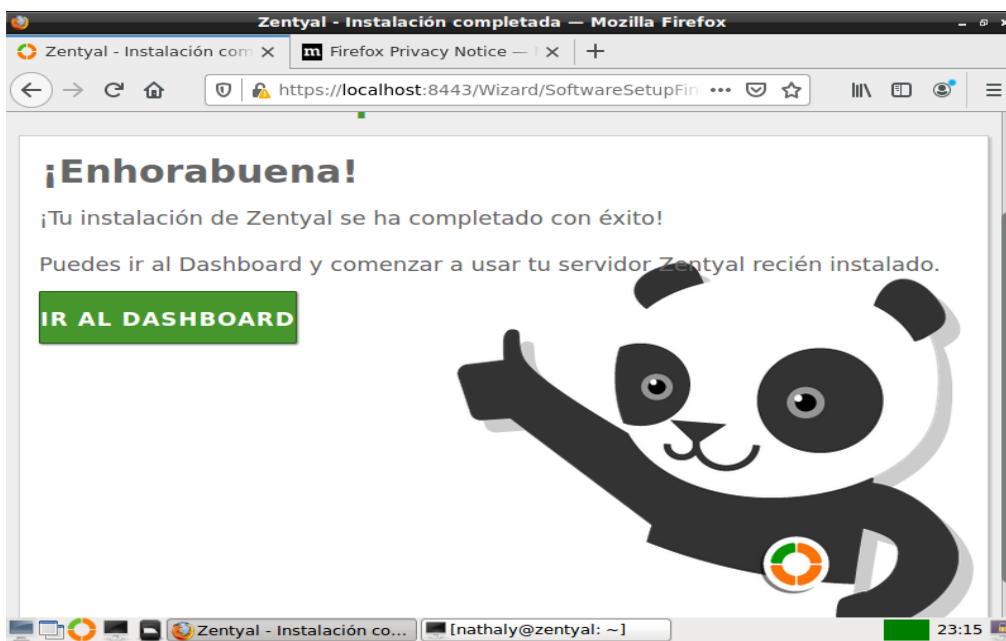 Zentyal - Instalación completada — Mozilla Firefox
Zentyal - Instalación com
m Firefox Privacy Notice —
https://localhost:8443/Wizard/SoftwareSetupFin
¡Enhorabuena!
¡Tu instalación de Zentyal se ha completado con éxito!
Puedes ir al Dashboard y comenzar a usar tu servidor Zentyal recién instalado.
IR AL DASHBOARD
Zentyal - Instalación co...
[nathaly@zentyal: ~]
23:15